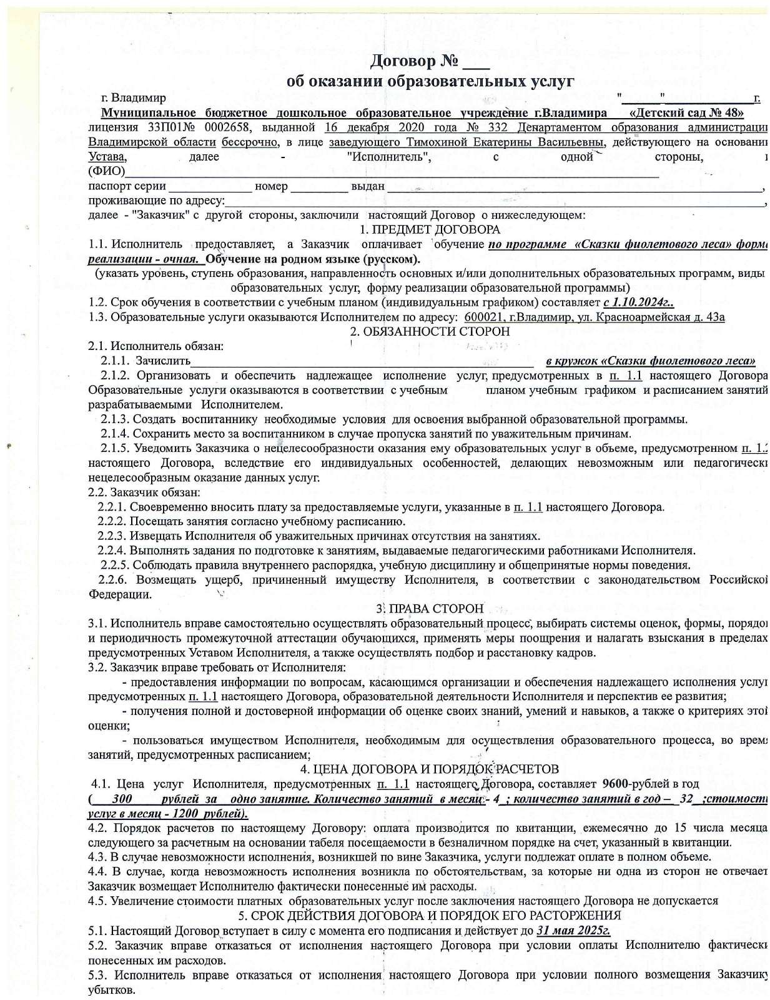 Договор № ___
об оказании образовательных услуг
г. Владимир "______"______________ г.
Муниципальное бюджетное дошкольное образовательное учреждение г.Владимира «Детский сад № 48»
лицензия 33П01№ 0002658, выданной 16 декабря 2020 года № 332 Департаментом образования администраци
Владимирской области бессрочно, в лице заведующего Тимохиной Екатерины Васильевны, действующего на основани
Устава, далее - "Исполнитель", с одной стороны,
(ФИО)______________________________
паспорт серии _____________ номер _________ выдан ______________________________,
проживающие по адресу:______________________________,
далее - "Заказчик" с другой стороны, заключили настоящий Договор о нижеследующем:
1. ПРЕДМЕТ ДОГОВОРА
1.1. Исполнитель предоставляет, а Заказчик оплачивает обучение по программе «Сказки фиолетового леса» форм
реализации - очная. Обучение на родном языке (русском).
(указать уровень, ступень образования, направленность основных и/или дополнительных образовательных программ, виды
образовательных услуг, форму реализации образовательной программы)
1.2. Срок обучения в соответствии с учебным планом (индивидуальным графиком) составляет с 1.10.2024г..
1.3. Образовательные услуги оказываются Исполнителем по адресу: 600021, г.Владимир, ул. Красноармейская д. 43а
2. ОБЯЗАННОСТИ СТОРОН
2.1. Исполнитель обязан:
2.1.1. Зачислить______________________________ в кружок «Сказки фиолетового леса»
2.1.2. Организовать и обеспечить надлежащее исполнение услуг, предусмотренных в п. 1.1 настоящего Договора
Образовательные услуги оказываются в соответствии с учебным планом учебным графиком и расписанием занятий
разрабатываемыми Исполнителем.
2.1.3. Создать воспитаннику необходимые условия для освоения выбранной образовательной программы.
2.1.4. Сохранить место за воспитанником в случае пропуска занятий по уважительным причинам.
2.1.5. Уведомить Заказчика о нецелесообразности оказания ему образовательных услуг в объеме, предусмотренном п. 1.2
настоящего Договора, вследствие его индивидуальных особенностей, делающих невозможным или педагогическ
нецелесообразным оказание данных услуг.
2.2. Заказчик обязан:
2.2.1. Своевременно вносить плату за предоставляемые услуги, указанные в п. 1.1 настоящего Договора.
2.2.2. Посещать занятия согласно учебному расписанию.
2.2.3. Извещать Исполнителя об уважительных причинах отсутствия на занятиях.
2.2.4. Выполнять задания по подготовке к занятиям, выдаваемые педагогическими работниками Исполнителя.
2.2.5. Соблюдать правила внутреннего распорядка, учебную дисциплину и общепринятые нормы поведения.
2.2.6. Возмещать ущерб, причиненный имуществу Исполнителя, в соответствии с законодательством Российско
Федерации.
3. ПРАВА СТОРОН
3.1. Исполнитель вправе самостоятельно осуществлять образовательный процесс, выбирать системы оценок, формы, порядо
и периодичность промежуточной аттестации обучающихся, применять меры поощрения и налагать взыскания в пределах
предусмотренных Уставом Исполнителя, а также осуществлять подбор и расстановку кадров.
3.2. Заказчик вправе требовать от Исполнителя:
- предоставления информации по вопросам, касающимся организации и обеспечения надлежащего исполнения услуг
предусмотренных п. 1.1 настоящего Договора, образовательной деятельности Исполнителя и перспектив ее развития;
- получения полной и достоверной информации об оценке своих знаний, умений и навыков, а также о критериях это
оценки;
- пользоваться имуществом Исполнителя, необходимым для осуществления образовательного процесса, во врем
занятий, предусмотренных расписанием;
4. ЦЕНА ДОГОВОРА И ПОРЯДОК РАСЧЕТОВ
4.1. Цена услуг Исполнителя, предусмотренных п. 1.1 настоящего Договора, составляет 9600-рублей в год
( 300 рублей за одно занятие. Количество занятий в месяц - 4 ; количество занятий в год – 32 ;стоимост
услуг в месяц - 1200 рублей).
4.2. Порядок расчетов по настоящему Договору: оплата производится по квитанции, ежемесячно до 15 числа месяца
следующего за расчетным на основании табеля посещаемости в безналичном порядке на счет, указанный в квитанции.
4.3. В случае невозможности исполнения, возникшей по вине Заказчика, услуги подлежат оплате в полном объеме.
4.4. В случае, когда невозможность исполнения возникла по обстоятельствам, за которые ни одна из сторон не отвечает
Заказчик возмещает Исполнителю фактически понесенные им расходы.
4.5. Увеличение стоимости платных образовательных услуг после заключения настоящего Договора не допускается
5. СРОК ДЕЙСТВИЯ ДОГОВОРА И ПОРЯДОК ЕГО РАСТОРЖЕНИЯ
5.1. Настоящий Договор вступает в силу с момента его подписания и действует до 31 мая 2025г.
5.2. Заказчик вправе отказаться от исполнения настоящего Договора при условии оплаты Исполнителю фактическ
понесенных им расходов.
5.3. Исполнитель вправе отказаться от исполнения настоящего Договора при условии полного возмещения Заказчику
убытков.